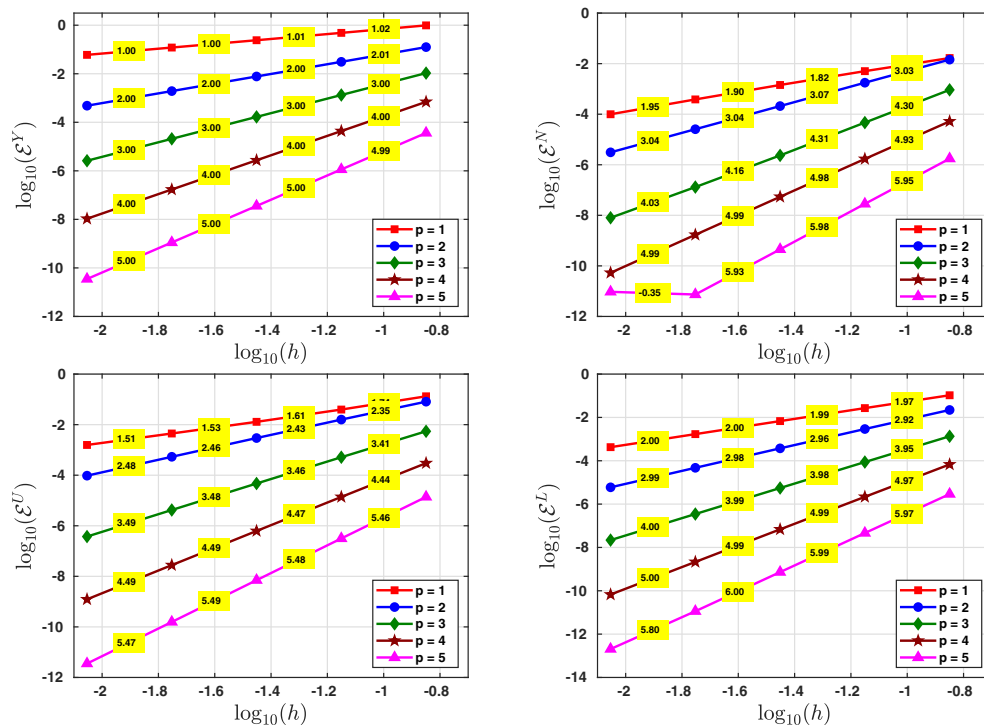 0
-2
-4
-6
-8
-10
-12
log₁₀(ℰ^Y)
1.00 1.00 1.01 1.02
2.00 2.00 2.00 2.01
3.00 3.00 3.00 3.00
4.00 4.00 4.00 4.00
5.00 5.00 5.00 4.99
p = 1
p = 2
p = 3
p = 4
p = 5
-2 -1.8 -1.6 -1.4 -1.2 -1 -0.8
log₁₀(h)
0
-2
-4
-6
-8
-10
-12
log₁₀(ℰ^N)
1.95 1.90 1.82
3.04 3.04 3.07 3.03
4.03 4.16 4.31 4.30
4.99 4.99 4.98 4.93
-0.35 5.93 5.98 5.95
p = 1
p = 2
p = 3
p = 4
p = 5
-2 -1.8 -1.6 -1.4 -1.2 -1 -0.8
log₁₀(h)
0
-2
-4
-6
-8
-10
-12
log₁₀(ℰ^U)
1.51 1.53 1.61
2.48 2.46 2.43 2.35
3.49 3.48 3.46 3.41
4.49 4.49 4.47 4.44
5.47 5.49 5.48 5.46
p = 1
p = 2
p = 3
p = 4
p = 5
-2 -1.8 -1.6 -1.4 -1.2 -1 -0.8
log₁₀(h)
0
-2
-4
-6
-8
-10
-12
-14
log₁₀(ℰ^L)
2.00 2.00 1.99 1.97
2.99 2.98 2.96 2.92
4.00 3.99 3.98 3.95
5.00 4.99 4.99 4.97
5.80 6.00 5.99 5.97
p = 1
p = 2
p = 3
p = 4
p = 5
-2 -1.8 -1.6 -1.4 -1.2 -1 -0.8
log₁₀(h)